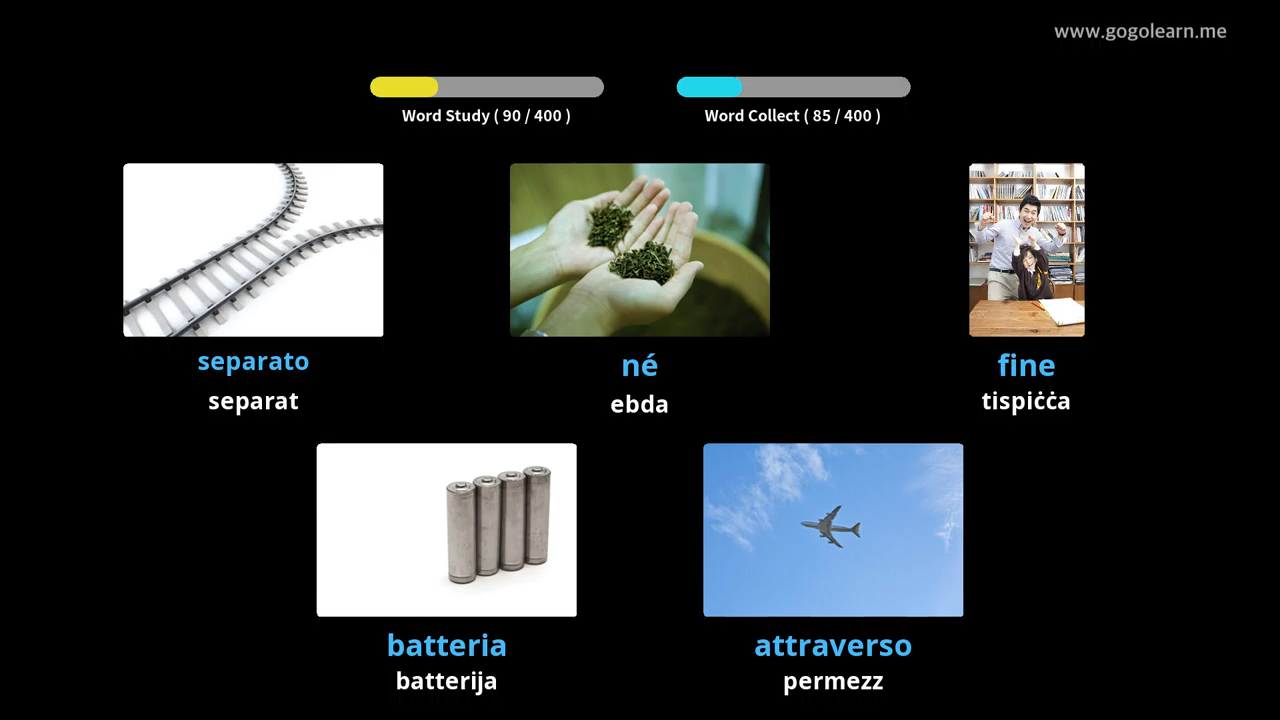 www.gogolearn.me
Word Study ( 90 / 400 )
Word Collect ( 85 / 400 )
separato
separat
né
ebda
fine
tispiċċa
batteria
batterija
attraverso
permezz